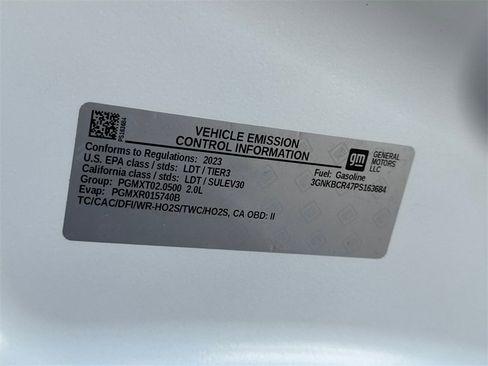 PS163684
VEHICLE EMISSION
CONTROL INFORMATION
gm
GENERAL
MOTORS
LLC
Conforms to Regulations: 2023
U.S. EPA class / stds: LDT / TIER3
California class / stds: LDT / SULEV30
Group: PGMXT02.0500 2.0L
Evap: PGMXR015740B
TC/CAC/DFI/WR-HO2S/TWC/HO2S, CA OBD: II
Fuel: Gasoline
3GNKBCR47PS163684